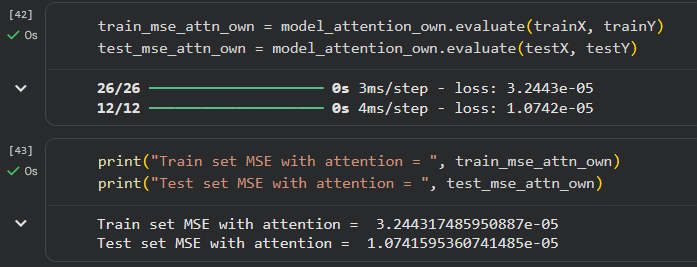 [42]
0s
train_mse_attn_own = model_attention_own.evaluate(trainX, trainY)
test_mse_attn_own = model_attention_own.evaluate(testX, testY)
26/26 ━━━━━━━━━━━━━━━━━━━━ 0s 3ms/step - loss: 3.2443e-05
12/12 ━━━━━━━━━━━━━━━━━━━━ 0s 4ms/step - loss: 1.0742e-05
[43]
0s
print("Train set MSE with attention = ", train_mse_attn_own)
print("Test set MSE with attention = ", test_mse_attn_own)
Train set MSE with attention =  3.244317485950887e-05
Test set MSE with attention =  1.0741595360741485e-05